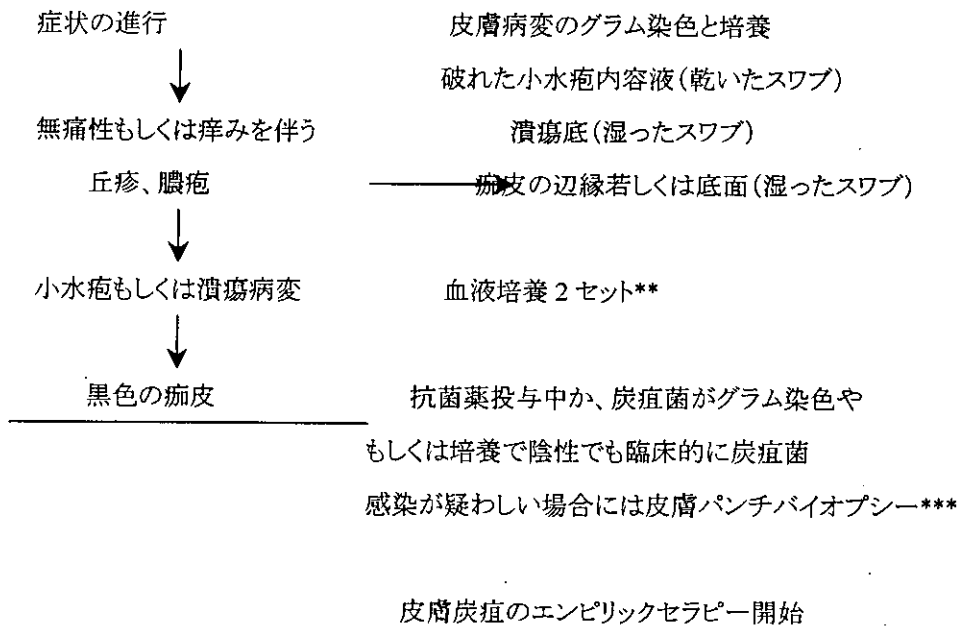 症状の進行
無痛性もしくは痒みを伴う
丘疹、膿疱
小水疱もしくは潰瘍病変
黒色の痂皮
皮膚病変のグラム染色と培養
破れた小水疱内容液(乾いたスワブ)
潰瘍底(湿ったスワブ)
痂皮の辺縁若しくは底面(湿ったスワブ)
血液培養 2 セット**
抗菌薬投与中か、炭疽菌がグラム染色や
もしくは培養で陰性でも臨床的に炭疽菌
感染が疑わしい場合には皮膚パンチバイオプシー***
皮膚炭疽のエンピリックセラピー開始